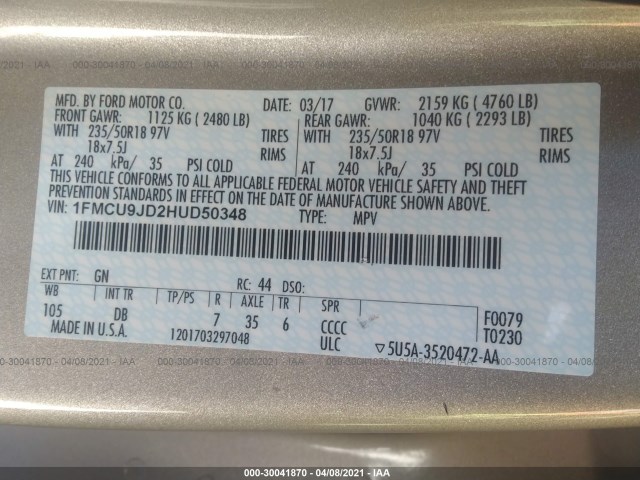 000-30041870 - 04/08/2021 - IAA
MFD. BY FORD MOTOR CO. DATE: 03/17 GVWR: 2159 KG (4760 LB)
FRONT GAWR: 1125 KG (2480 LB) REAR GAWR: 1040 KG (2293 LB)
WITH 235/50R18 97V TIRES WITH 235/50R18 97V TIRES
18x7.5J RIMS 18x7.5J RIMS
AT 240 kPa/ 35 PSI COLD AT 240 kPa/ 35 PSI COLD
THIS VEHICLE CONFORMS TO ALL APPLICABLE FEDERAL MOTOR VEHICLE SAFETY AND THEFT
PREVENTION STANDARDS IN EFFECT ON THE DATE OF MANUFACTURE SHOWN ABOVE.
VIN: 1FMCU9JD2HUD50348 TYPE: MPV
EXT PNT: GN RC: 44 DSO:
WB INT TR TP/PS R AXLE TR SPR
105 DB 7 35 6 CCCC F0079
MADE IN U.S.A. 1201703297048 ULC ▽5U5A-3520472-AA T0230
000-30041870 - 04/08/2021 - IAA